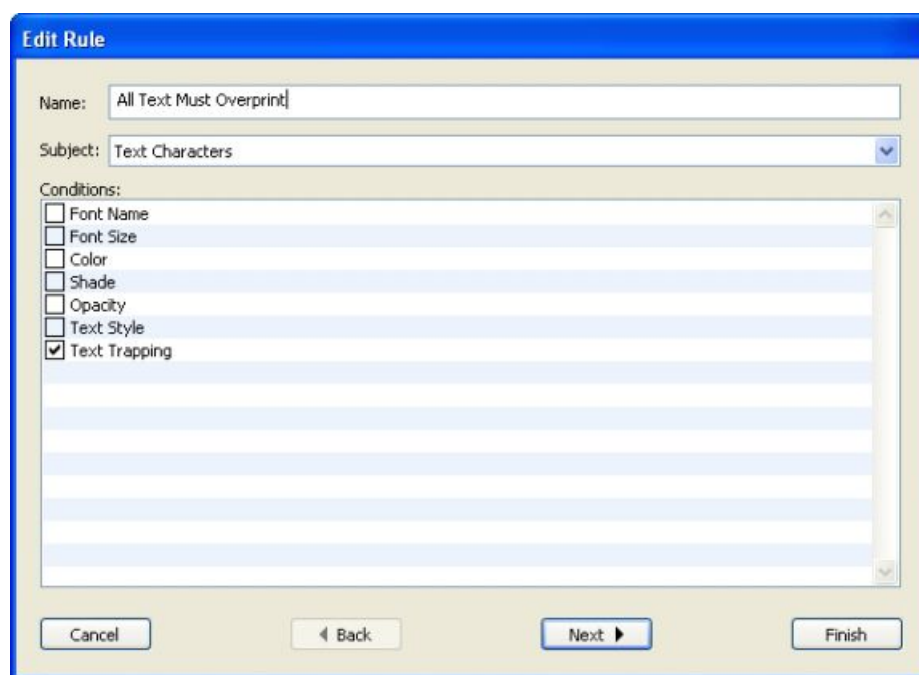 Edit Rule
Name: All Text Must Overprint
Subject: Text Characters
Conditions:
Font Name
Font Size
Color
Shade
Opacity
Text Style
Text Trapping
Cancel Back Next Finish